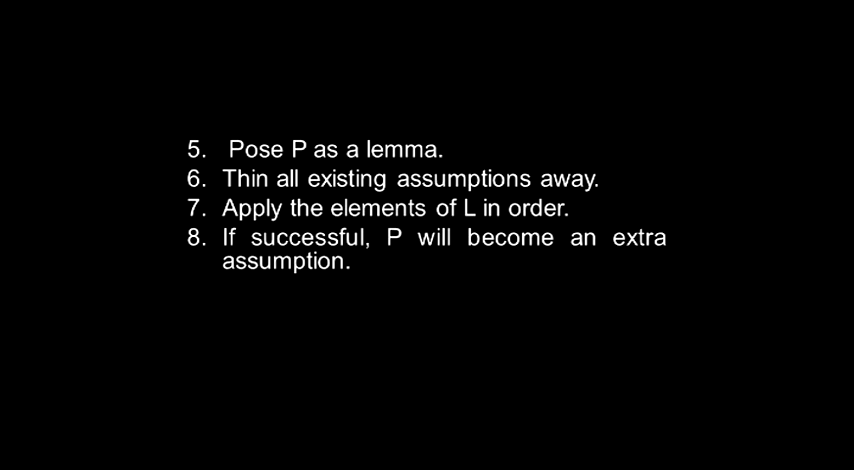 5. Pose P as a lemma.
6. Thin all existing assumptions away.
7. Apply the elements of L in order.
8. If successful, P will become an extra
assumption.